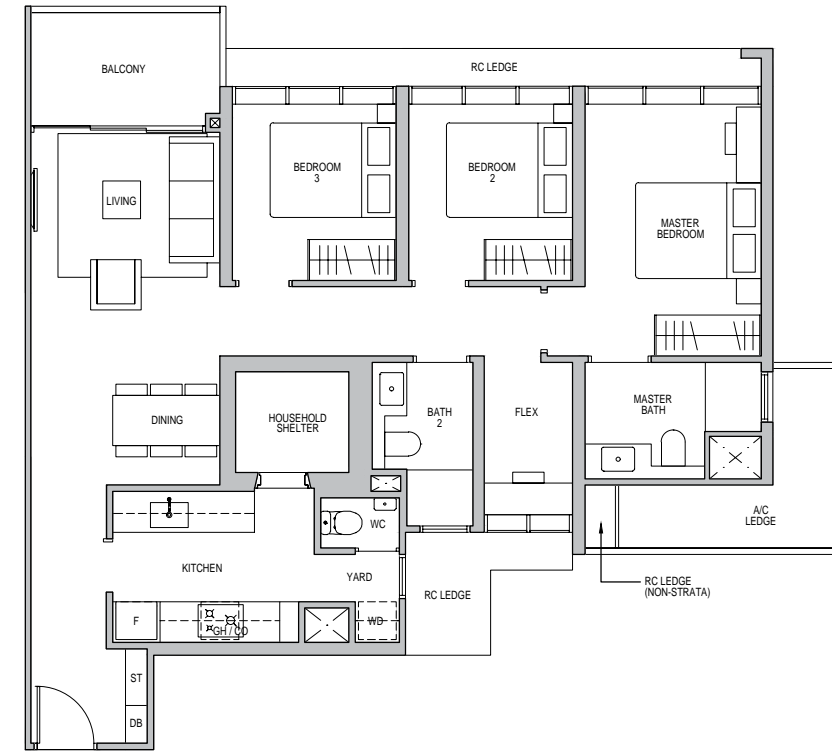 BALCONY
RC LEDGE
BEDROOM
3
BEDROOM
2
MASTER
BEDROOM
LIVING
DINING
HOUSEHOLD
SHELTER
BATH
2
FLEX
MASTER
BATH
WC
A/C
LEDGE
KITCHEN
YARD
RC LEDGE
RC LEDGE
(NON-STRATA)
F
GH / CO
WD
ST
DB